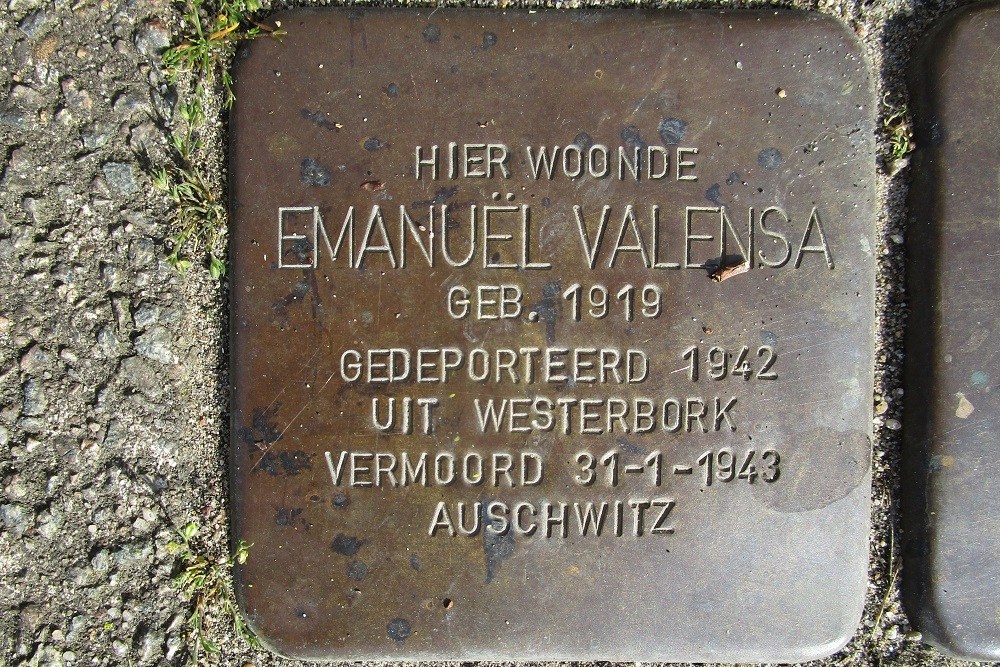 HIER WOONDE
EMANUËL VALENSA
GEB. 1919
GEDEPORTEERD 1942
UIT WESTERBORK
VERMOORD 31-1-1943
AUSCHWITZ